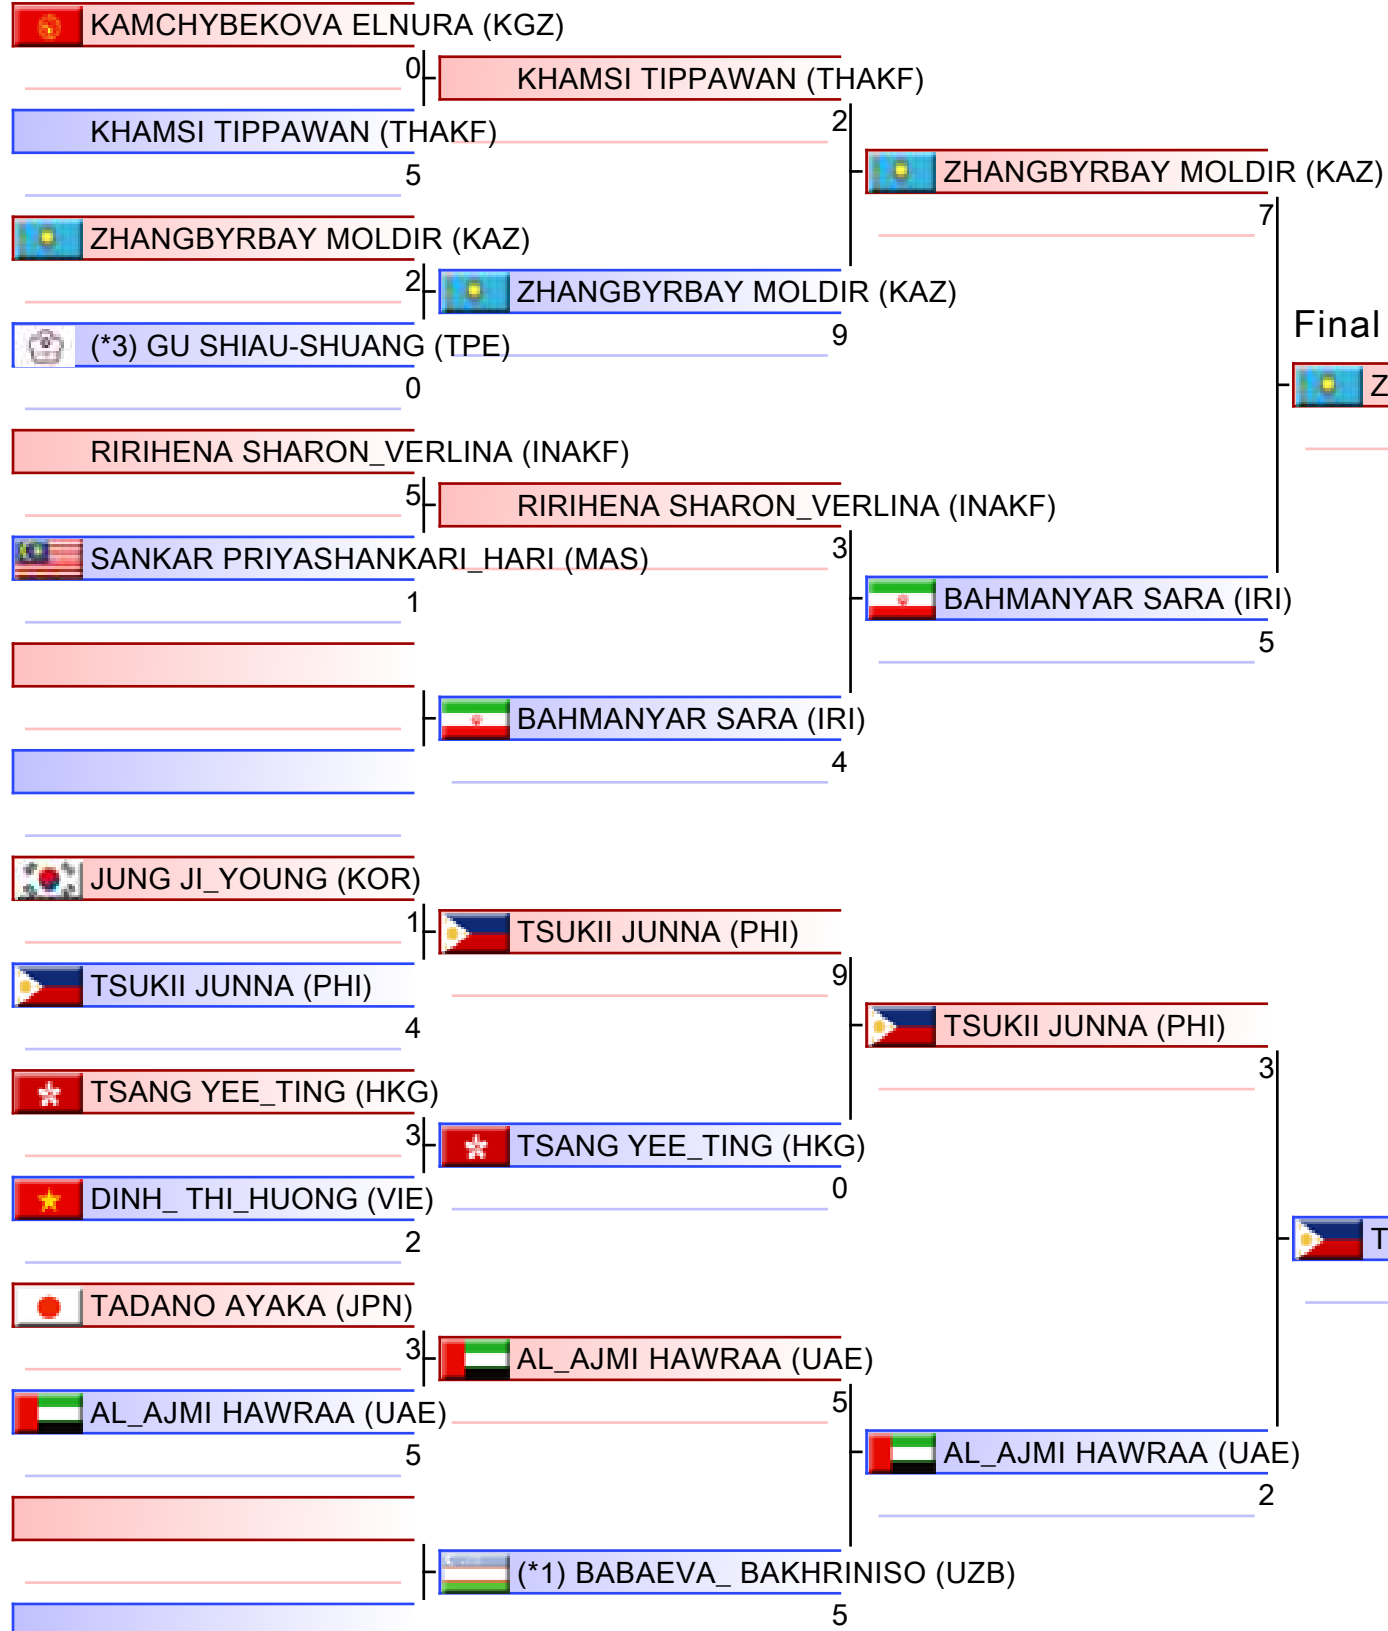 KAMCHYBEKOVA ELNURA (KGZ)
0
KHAMSI TIPPAWAN (THAKF)
KHAMSI TIPPAWAN (THAKF)
2
5
ZHANGBYRBAY MOLDIR (KAZ)
7
ZHANGBYRBAY MOLDIR (KAZ)
2
ZHANGBYRBAY MOLDIR (KAZ)
9
(*3) GU SHIAU-SHUANG (TPE)
0
Final
Z
RIRIHENA SHARON_VERLINA (INAKF)
5
RIRIHENA SHARON_VERLINA (INAKF)
3
SANKAR PRIYASHANKARI_HARI (MAS)
1
BAHMANYAR SARA (IRI)
5
BAHMANYAR SARA (IRI)
4
JUNG JI_YOUNG (KOR)
1
TSUKII JUNNA (PHI)
9
TSUKII JUNNA (PHI)
4
TSUKII JUNNA (PHI)
3
TSANG YEE_TING (HKG)
3
TSANG YEE_TING (HKG)
0
DINH_ THI_HUONG (VIE)
2
T
TADANO AYAKA (JPN)
3
AL_AJMI HAWRAA (UAE)
5
AL_AJMI HAWRAA (UAE)
5
AL_AJMI HAWRAA (UAE)
2
(*1) BABAEVA_ BAKHRINISO (UZB)
5